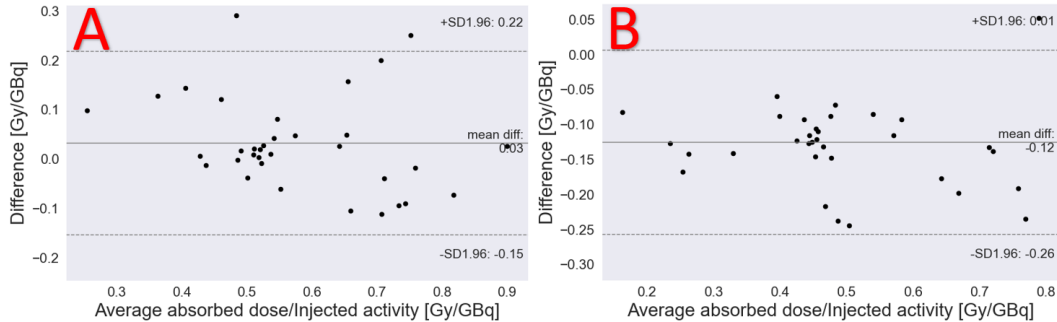 A
Difference [Gy/GBq]
0.3
0.2
0.1
0.0
-0.1
-0.2
+SD1.96: 0.22
mean diff:
0.03
-SD1.96: -0.15
0.3 0.4 0.5 0.6 0.7 0.8 0.9
Average absorbed dose/Injected activity [Gy/GBq]
B
Difference [Gy/GBq]
0.05
0.00
-0.05
-0.10
-0.15
-0.20
-0.25
-0.30
+SD1.96: 0.01
mean diff:
-0.12
-SD1.96: -0.26
0.2 0.3 0.4 0.5 0.6 0.7 0.8
Average absorbed dose/Injected activity [Gy/GBq]